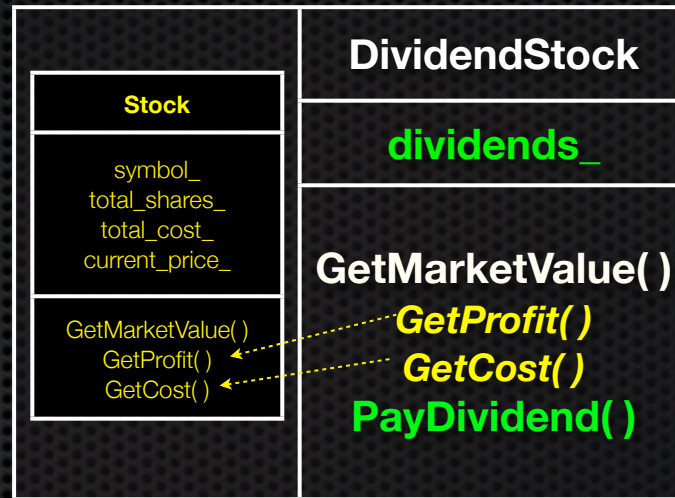 Stock
symbol_
total_shares_
total_cost_
current_price_
GetMarketValue( )
GetProfit( )
GetCost( )
DividendStock
dividends_
GetMarketValue( )
GetProfit( )
GetCost( )
PayDividend( )